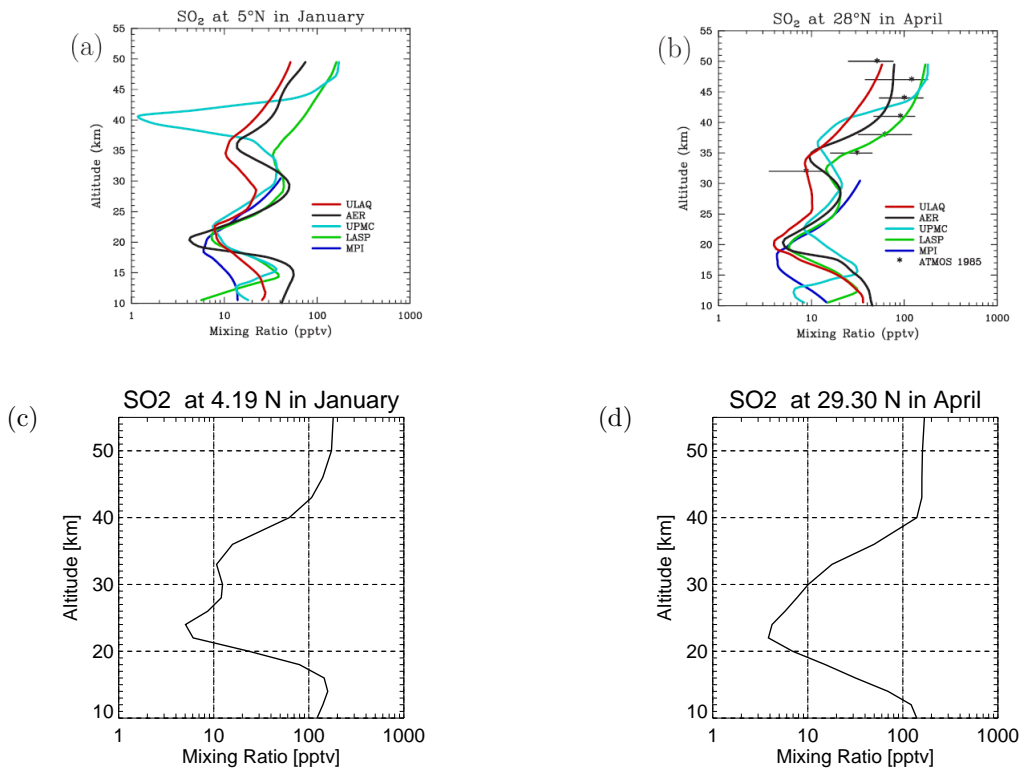 SO₂ at 5°N in January
(a)
Altitude (km)
50
45
40
35
30
25
20
15
10
ULAQ
AER
UPMC
LASP
MPI
1 10 100 1000
Mixing Ratio (pptv)
SO₂ at 28°N in April
(b)
Altitude (km)
50
45
40
35
30
25
20
15
10
ULAQ
AER
UPMC
LASP
MPI
* ATMOS 1985
1 10 100 1000
Mixing Ratio (pptv)
SO2 at 4.19 N in January
(c)
Altitude [km]
50
40
30
20
10
1 10 100 1000
Mixing Ratio [pptv]
SO2 at 29.30 N in April
(d)
Altitude [km]
50
40
30
20
10
1 10 100 1000
Mixing Ratio [pptv]